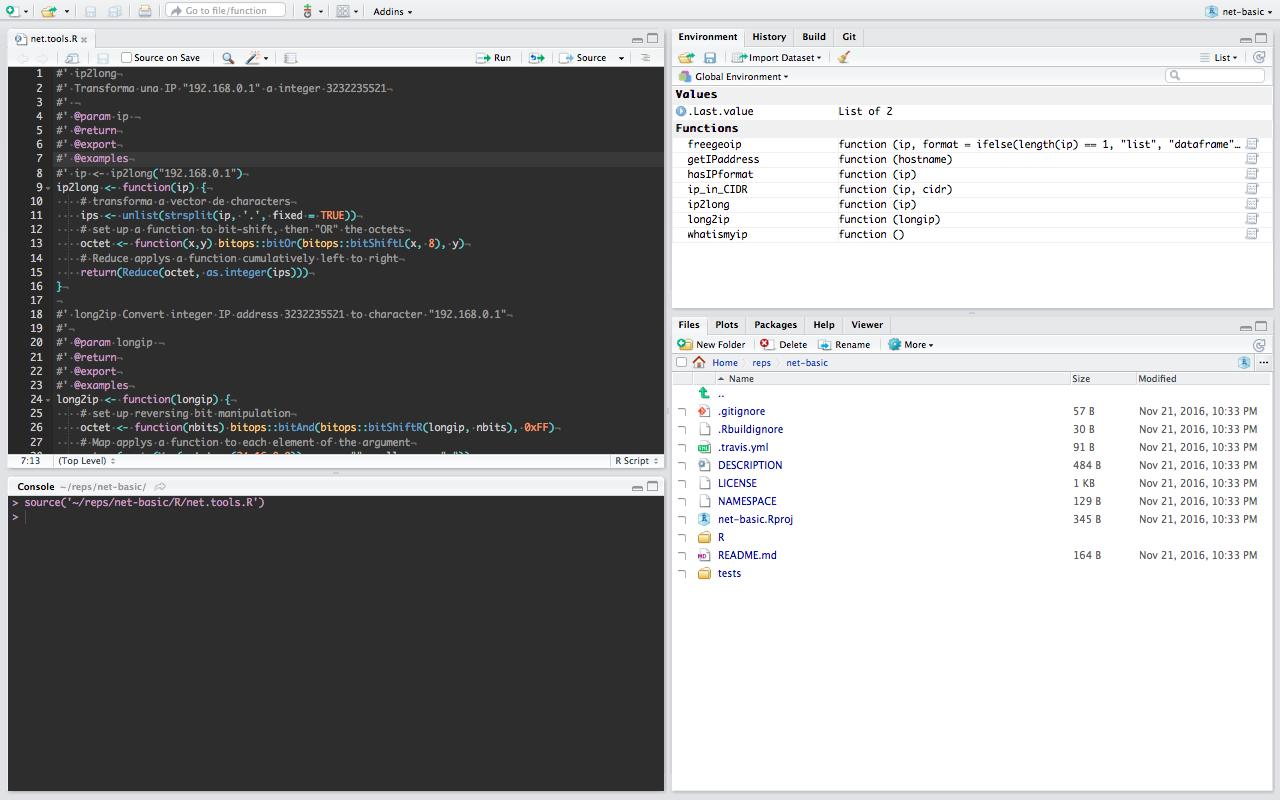 Go to file/function
Addins
net-basic
net.tools.R
Source on Save
Run
Source
1 #' ip2long
2 #' Transforma una IP "192.168.0.1" a integer 3232235521
3 #'
4 #' @param ip
5 #' @return
6 #' @export
7 #' @examples
8 #' ip <- ip2long("192.168.0.1")
9 ip2long <- function(ip) {
10 # transforma a vector de characters
11 ips <- unlist(strsplit(ip, '.', fixed = TRUE))
12 # set up a function to bit-shift, then "OR" the octets
13 octet <- function(x,y) bitops::bitOr(bitops::bitShiftL(x, 8), y)
14 # Reduce applys a function cumulatively left to right
15 return(Reduce(octet, as.integer(ips)))
16 }
17
18 #' long2ip Convert integer IP address 3232235521 to character "192.168.0.1"
19 #'
20 #' @param longip
21 #' @return
22 #' @export
23 #' @examples
24 long2ip <- function(longip) {
25 # set up reversing bit manipulation
26 octet <- function(nbits) bitops::bitAnd(bitops::bitShiftR(longip, nbits), 0xFF)
27 # Map applys a function to each element of the argument
7:13 (Top Level) R Script
Console ~/reps/net-basic/
> source('~/reps/net-basic/R/net.tools.R')
>
Environment History Build Git
Import Dataset List
Global Environment
Values
.Last.value List of 2
Functions
freegeoip function (ip, format = ifelse(length(ip) == 1, "list", "dataframe"…
getIPaddress function (hostname)
hasIPformat function (ip)
ip_in_CIDR function (ip, cidr)
ip2long function (ip)
long2ip function (longip)
whatismyip function ()
Files Plots Packages Help Viewer
New Folder Delete Rename More
Home reps net-basic R ...
Name Size Modified
..
.gitignore 57 B Nov 21, 2016, 10:33 PM
.Rbuildignore 30 B Nov 21, 2016, 10:33 PM
.travis.yml 91 B Nov 21, 2016, 10:33 PM
DESCRIPTION 484 B Nov 21, 2016, 10:33 PM
LICENSE 1 KB Nov 21, 2016, 10:33 PM
NAMESPACE 129 B Nov 21, 2016, 10:33 PM
net-basic.Rproj 345 B Nov 21, 2016, 10:33 PM
R
README.md 164 B Nov 21, 2016, 10:33 PM
tests